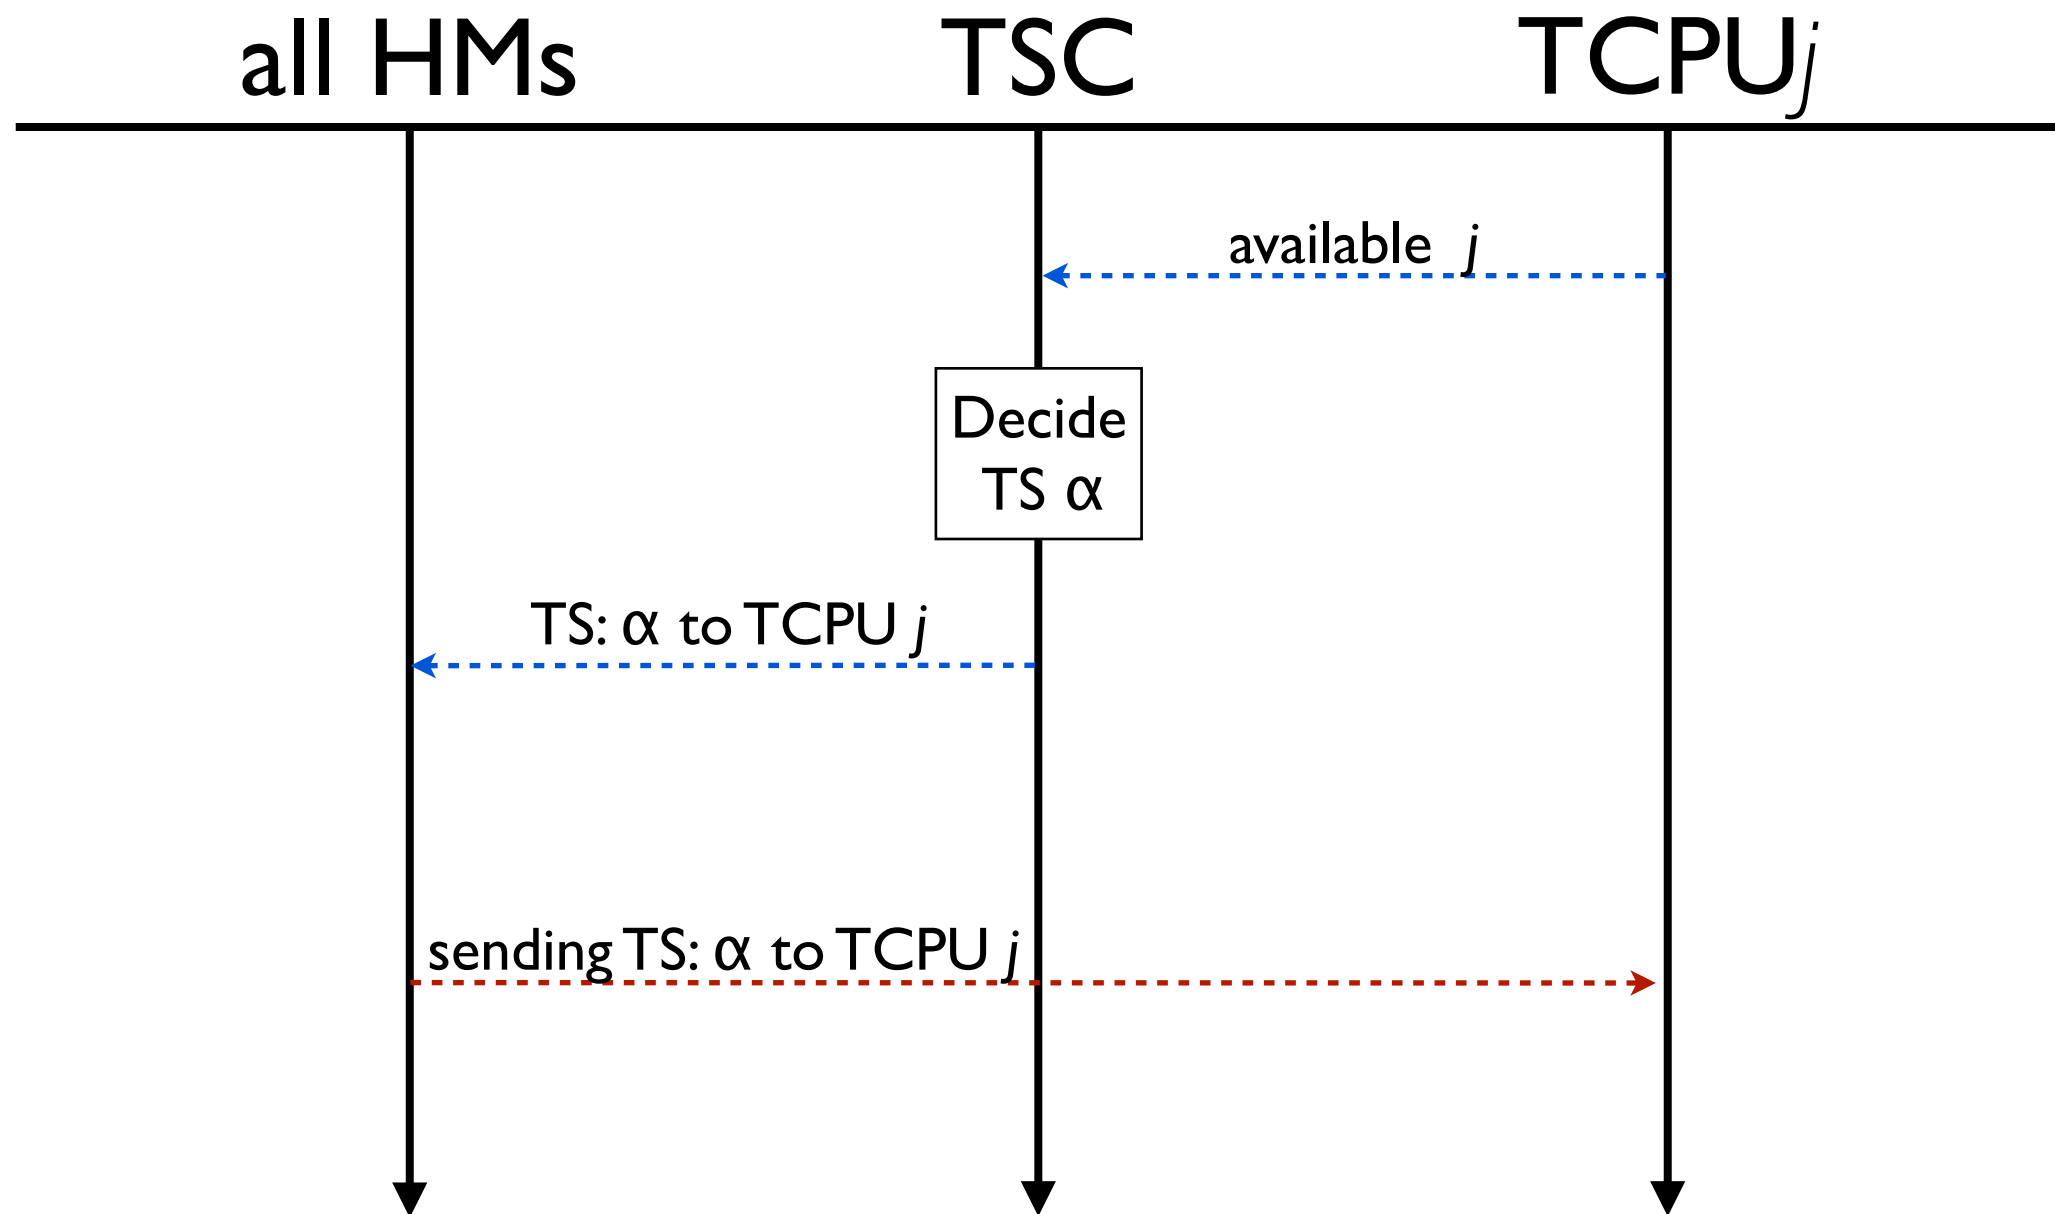 all HMs TSC TCPUj
available j
Decide
TS α
TS: α to TCPU j
sending TS: α to TCPU j